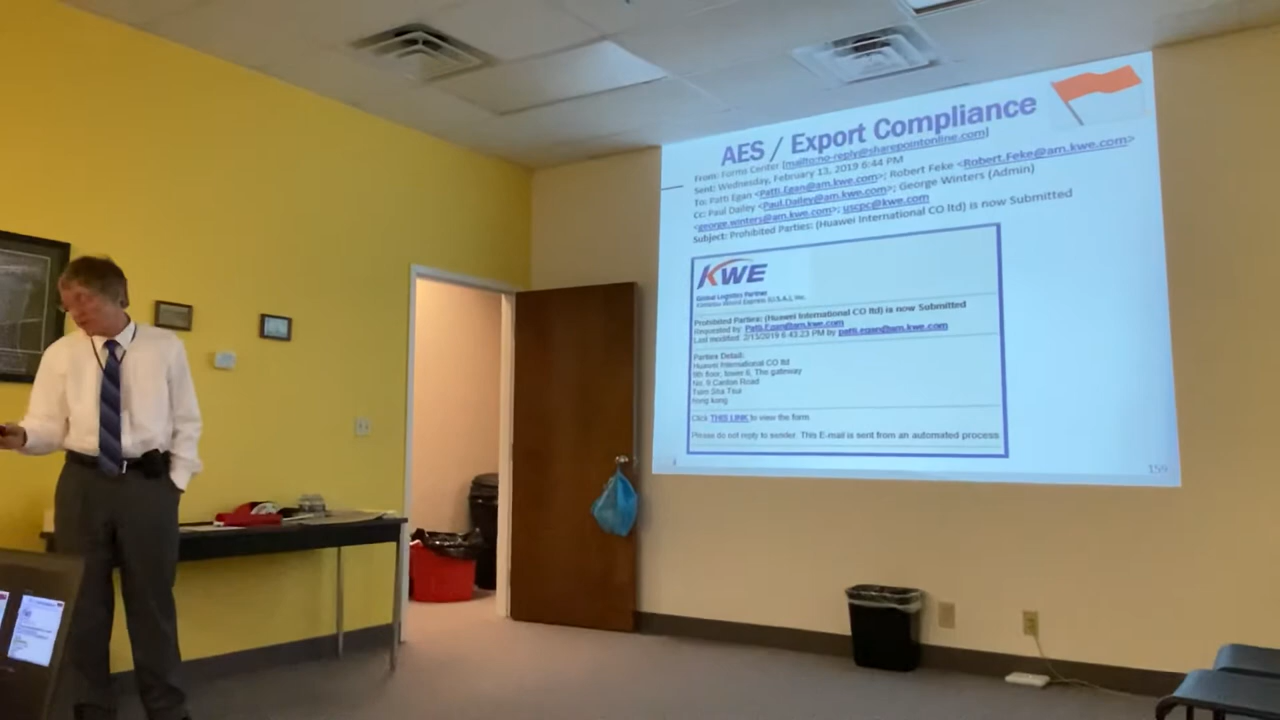 AES / Export Compliance
From: Forms Center [mailto:no-reply@sharepointonline.com]
Sent: Wednesday, February 13, 2019 6:44 PM
To: Patti Egan <Patti.Egan@am.kwe.com>; Robert Feke <Robert.Feke@am.kwe.com>
Cc: Paul Dailey <Paul.Dailey@am.kwe.com>; George Winters (Admin)
<george.winters@am.kwe.com>; uscpc@kwe.com
Subject: Prohibited Parties: (Huawei International CO ltd) is now Submitted
KWE
Global Logistics Partner
Kintetsu World Express (U.S.A.), Inc.
Prohibited Parties: (Huawei International CO ltd) is now Submitted
Requested by: Patti.Egan@am.kwe.com
Last modified: 2/13/2019 6:43:23 PM by patti.egan@am.kwe.com
Parties Detail:
Huawei International CO ltd
9th floor, tower 6, The gateway
No. 9 Canton Road
Tsim Sha Tsui
hong kong
Click THIS LINK to view the form
Please do not reply to sender. This E-mail is sent from an automated process
159